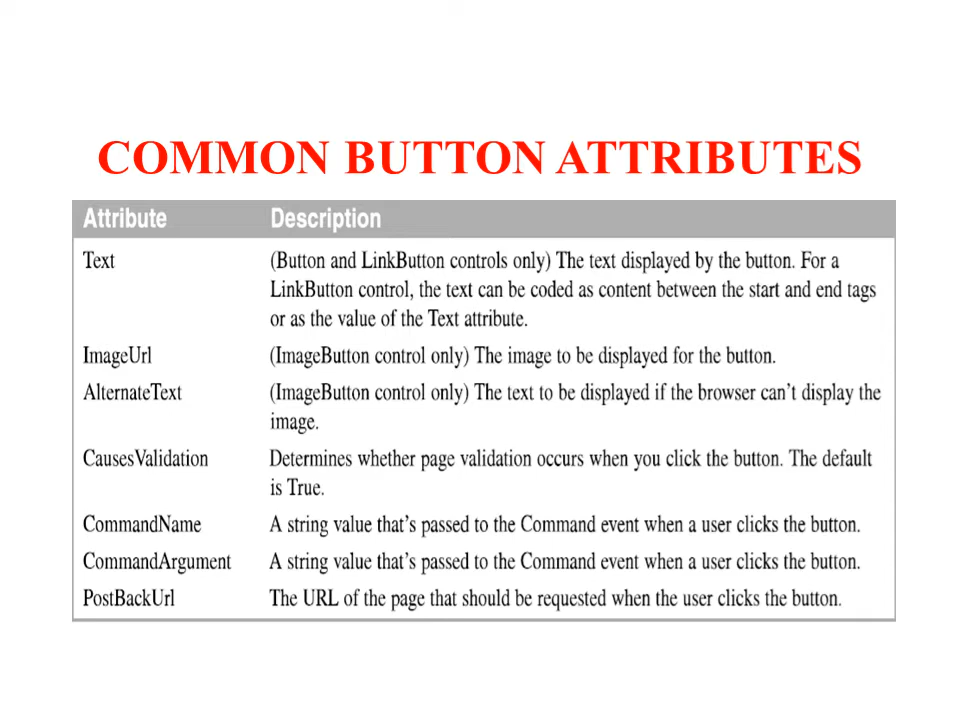 COMMON BUTTON ATTRIBUTES
Attribute Description
Text (Button and LinkButton controls only) The text displayed by the button. For a
LinkButton control, the text can be coded as content between the start and end tags
or as the value of the Text attribute.
ImageUrl (ImageButton control only) The image to be displayed for the button.
AlternateText (ImageButton control only) The text to be displayed if the browser can't display the
image.
CausesValidation Determines whether page validation occurs when you click the button. The default
is True.
CommandName A string value that's passed to the Command event when a user clicks the button.
CommandArgument A string value that's passed to the Command event when a user clicks the button.
PostBackUrl The URL of the page that should be requested when the user clicks the button.